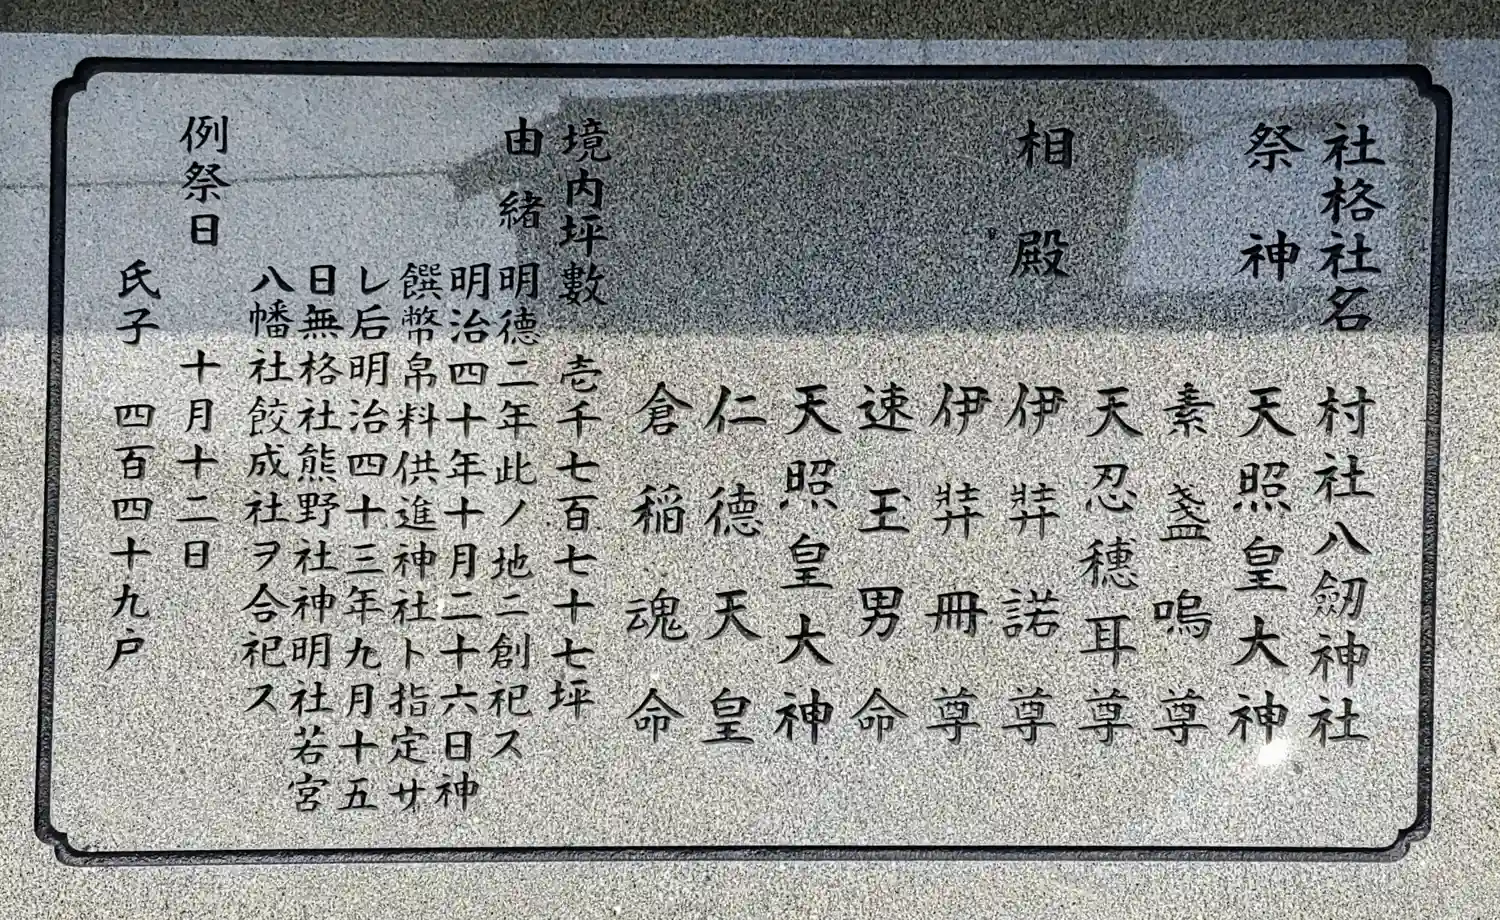 社格社名 村社八劒神社
祭神 天照皇大神
素盞嗚尊
天忍穗耳尊
相殿 伊弉諾尊
伊弉冊尊
速玉男命
天照皇大神
仁德天皇
倉稲魂命
境内坪數 壱千七百七十七坪
由緒 明德二年此ノ地ニ創祀ス
明治四十年十月二十六日神
饌幣帛料供進神社ト指定サ
レ后明治四十三年九月十五
日無格社熊野社神明社若宮
八幡社餃成社ヲ合祀ス
例祭日 十月十二日
氏子 四百四十九戸